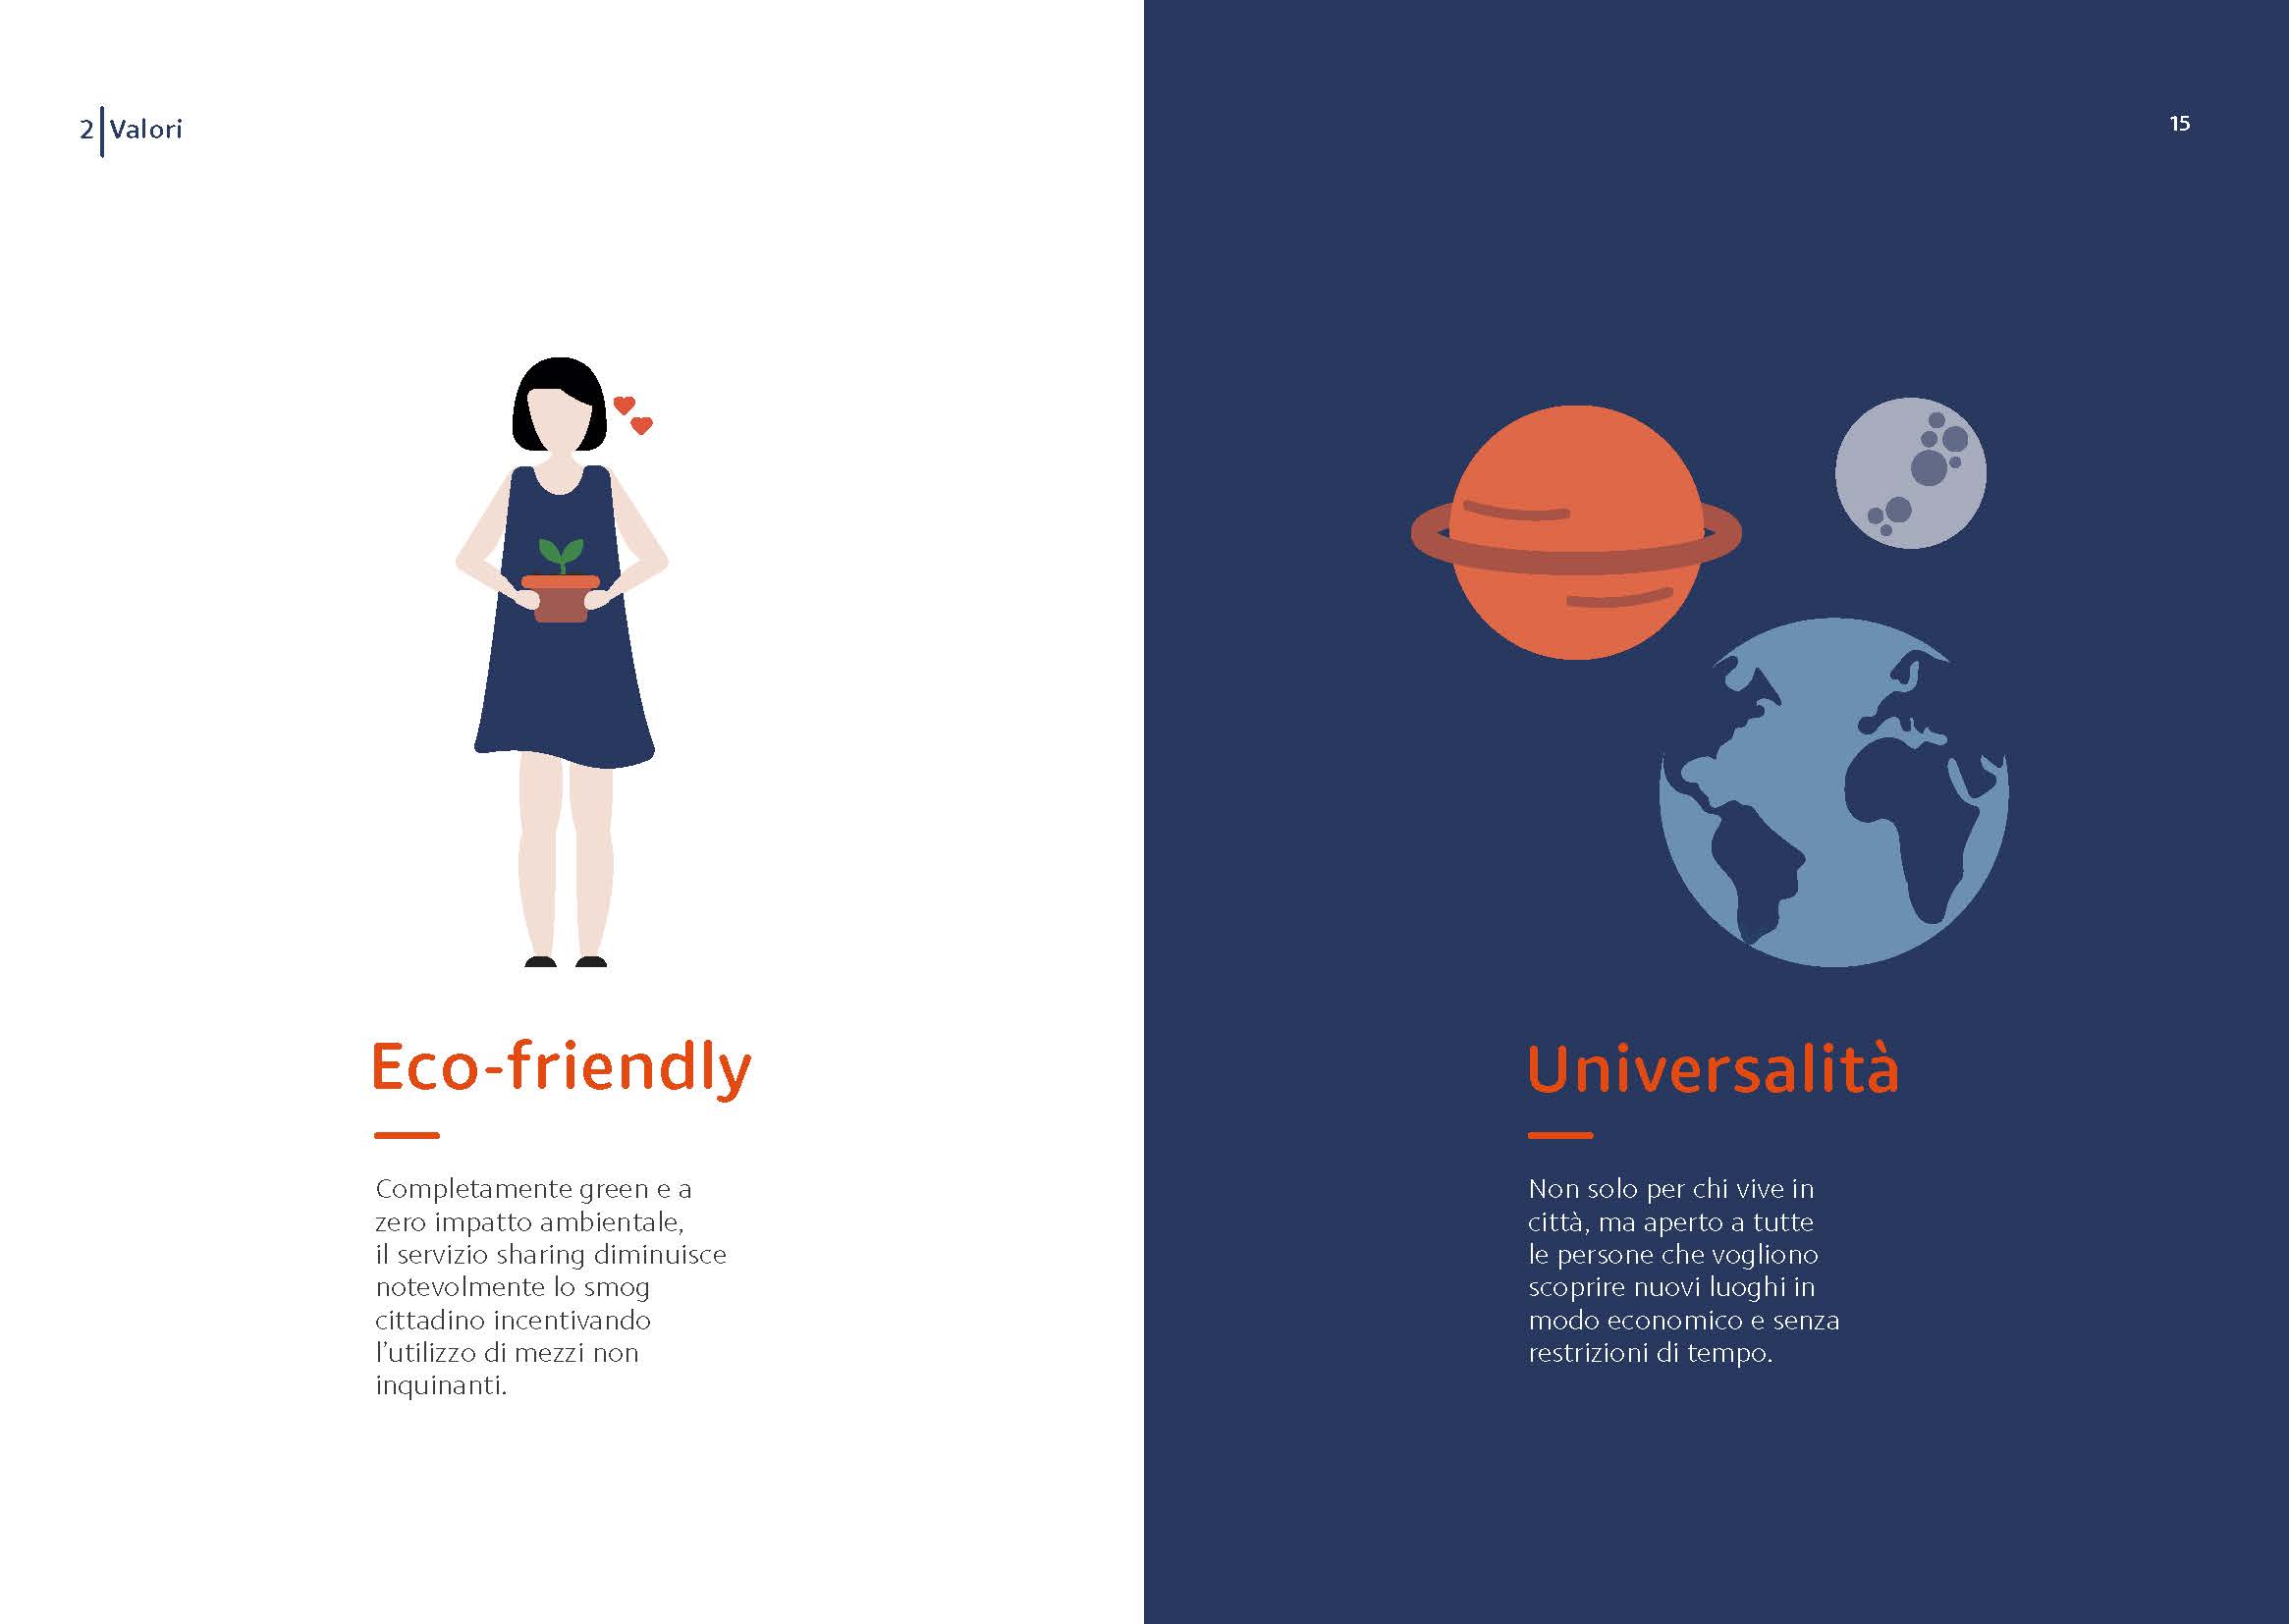 2 Valori
15
Eco-friendly
Completamente green e a
zero impatto ambientale,
il servizio sharing diminuisce
notevolmente lo smog
cittadino incentivando
l’utilizzo di mezzi non
inquinanti.
Universalità
Non solo per chi vive in
città, ma aperto a tutte
le persone che vogliono
scoprire nuovi luoghi in
modo economico e senza
restrizioni di tempo.